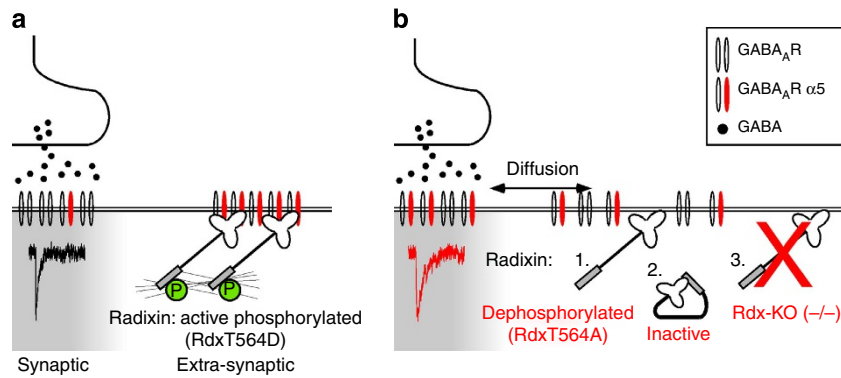 a
P
P
Radixin: active phosphorylated
(RdxT564D)
Synaptic
Extra-synaptic
b
GABAAR
GABAAR α5
GABA
Diffusion
Radixin:
1.
2.
3.
Dephosphorylated
(RdxT564A)
Inactive
Rdx-KO (–/–)